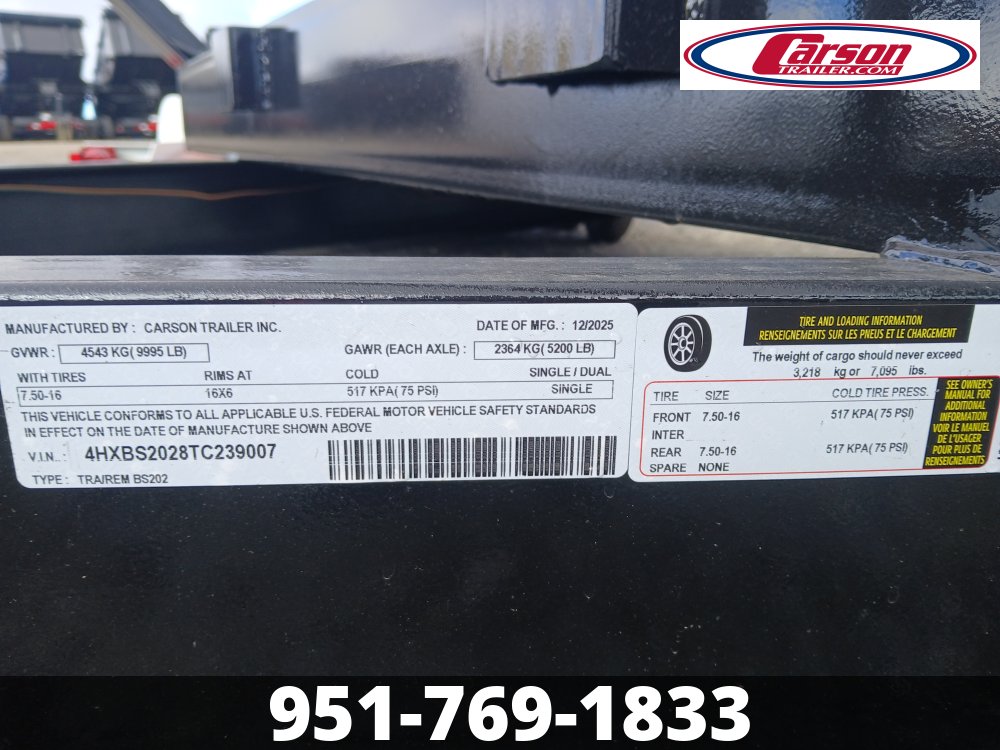 Carson
TRAILER.COM
MANUFACTURED BY : CARSON TRAILER INC. DATE OF MFG. : 12/2025
GVWR : 4543 KG( 9995 LB) GAWR (EACH AXLE) : 2364 KG( 5200 LB)
WITH TIRES RIMS AT COLD SINGLE / DUAL
7.50-16 16X6 517 KPA( 75 PSI) SINGLE
THIS VEHICLE CONFORMS TO ALL APPLICABLE U.S. FEDERAL MOTOR VEHICLE SAFETY STANDARDS
IN EFFECT ON THE DATE OF MANUFACTURE SHOWN ABOVE
V.I.N.. : 4HXBS2028TC239007
TYPE : TRA/REM BS202
TIRE AND LOADING INFORMATION
RENSEIGNEMENTS SUR LES PNEUS ET LE CHARGEMENT
The weight of cargo should never exceed
3,218 kg or 7,095 lbs.
TIRE SIZE COLD TIRE PRESS.
FRONT 7.50-16 517 KPA( 75 PSI)
INTER
REAR 7.50-16 517 KPA( 75 PSI)
SPARE NONE
SEE OWNER'S
MANUAL FOR
ADDITIONAL
INFORMATION
VOIR LE MANUEL
DE L'USAGER
POUR PLUS DE
RENSEIGNEMENTS
951-769-1833